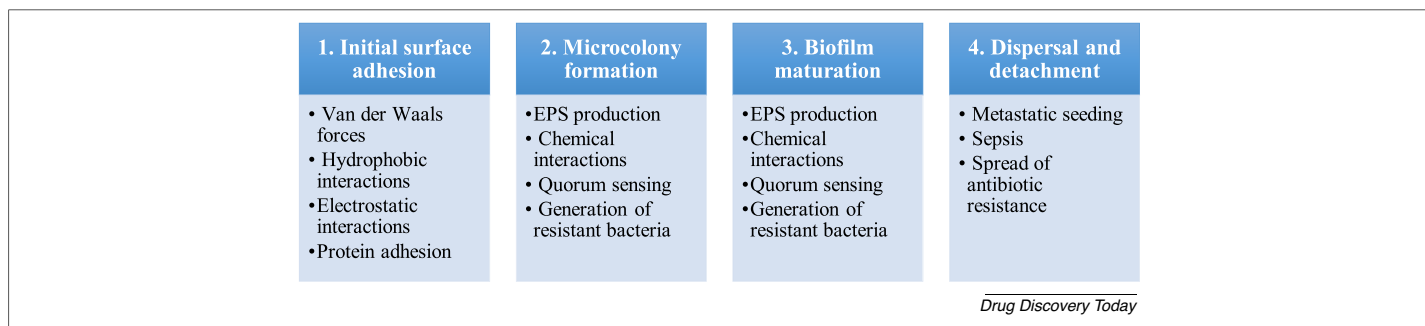 1. Initial surface
adhesion
• Van der Waals
forces
• Hydrophobic
interactions
•Electrostatic
interactions
•Protein adhesion
2. Microcolony
formation
•EPS production
• Chemical
interactions
• Quorum sensing
• Generation of
resistant bacteria
3. Biofilm
maturation
•EPS production
• Chemical
interactions
•Quorum sensing
•Generation of
resistant bacteria
4. Dispersal and
detachment
• Metastatic seeding
• Sepsis
• Spread of
antibiotic
resistance
Drug Discovery Today